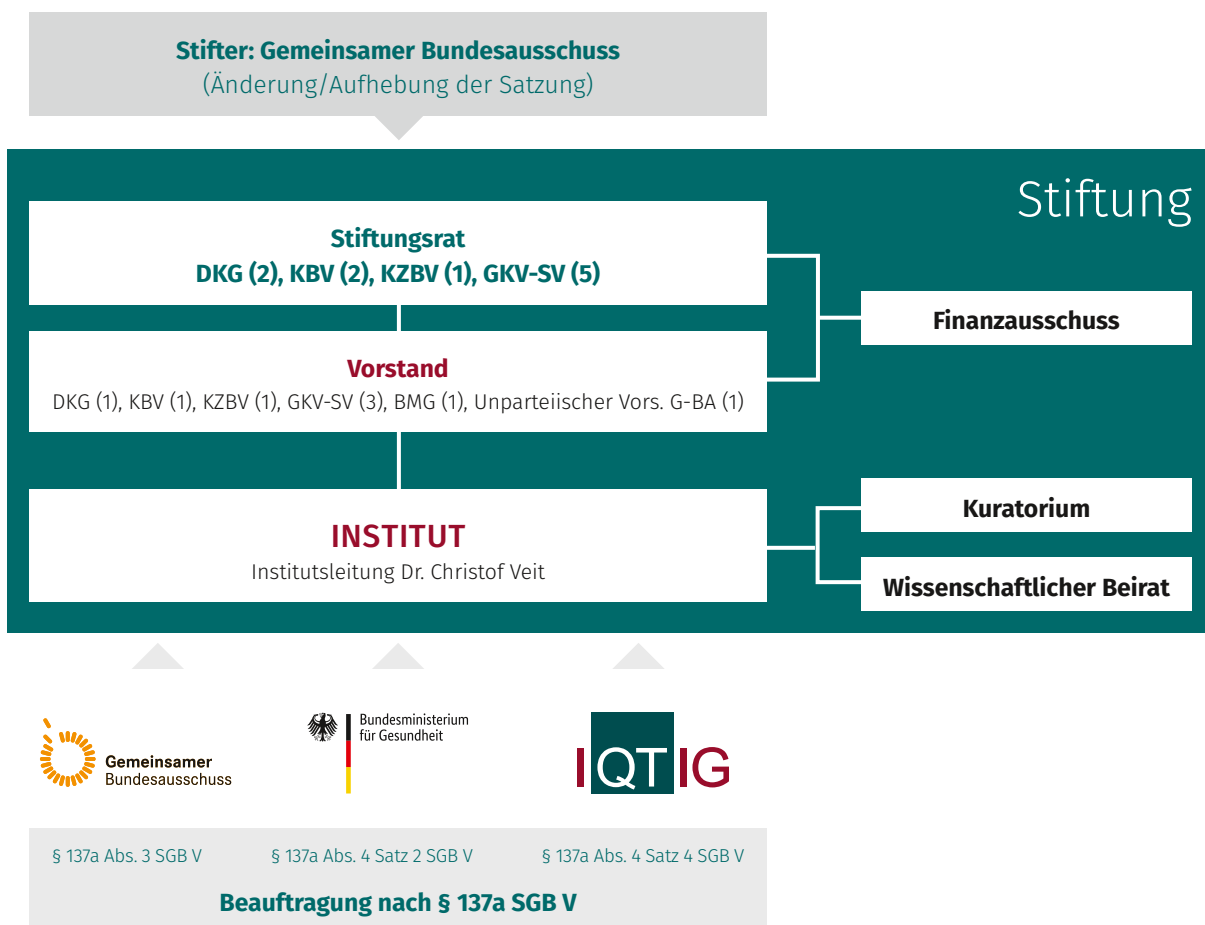 Stifter: Gemeinsamer Bundesausschuss
(Änderung/Aufhebung der Satzung)
Stiftung
Stiftungsrat
DKG (2), KBV (2), KZBV (1), GKV-SV (5)
Finanzausschuss
Vorstand
DKG (1), KBV (1), KZBV (1), GKV-SV (3), BMG (1), Unparteiischer Vors. G-BA (1)
INSTITUT
Institutsleitung Dr. Christof Veit
Kuratorium
Wissenschaftlicher Beirat
Gemeinsamer
Bundesausschuss
Bundesministerium
für Gesundheit
IQTIG
§ 137a Abs. 3 SGB V
§ 137a Abs. 4 Satz 2 SGB V
§ 137a Abs. 4 Satz 4 SGB V
Beauftragung nach § 137a SGB V